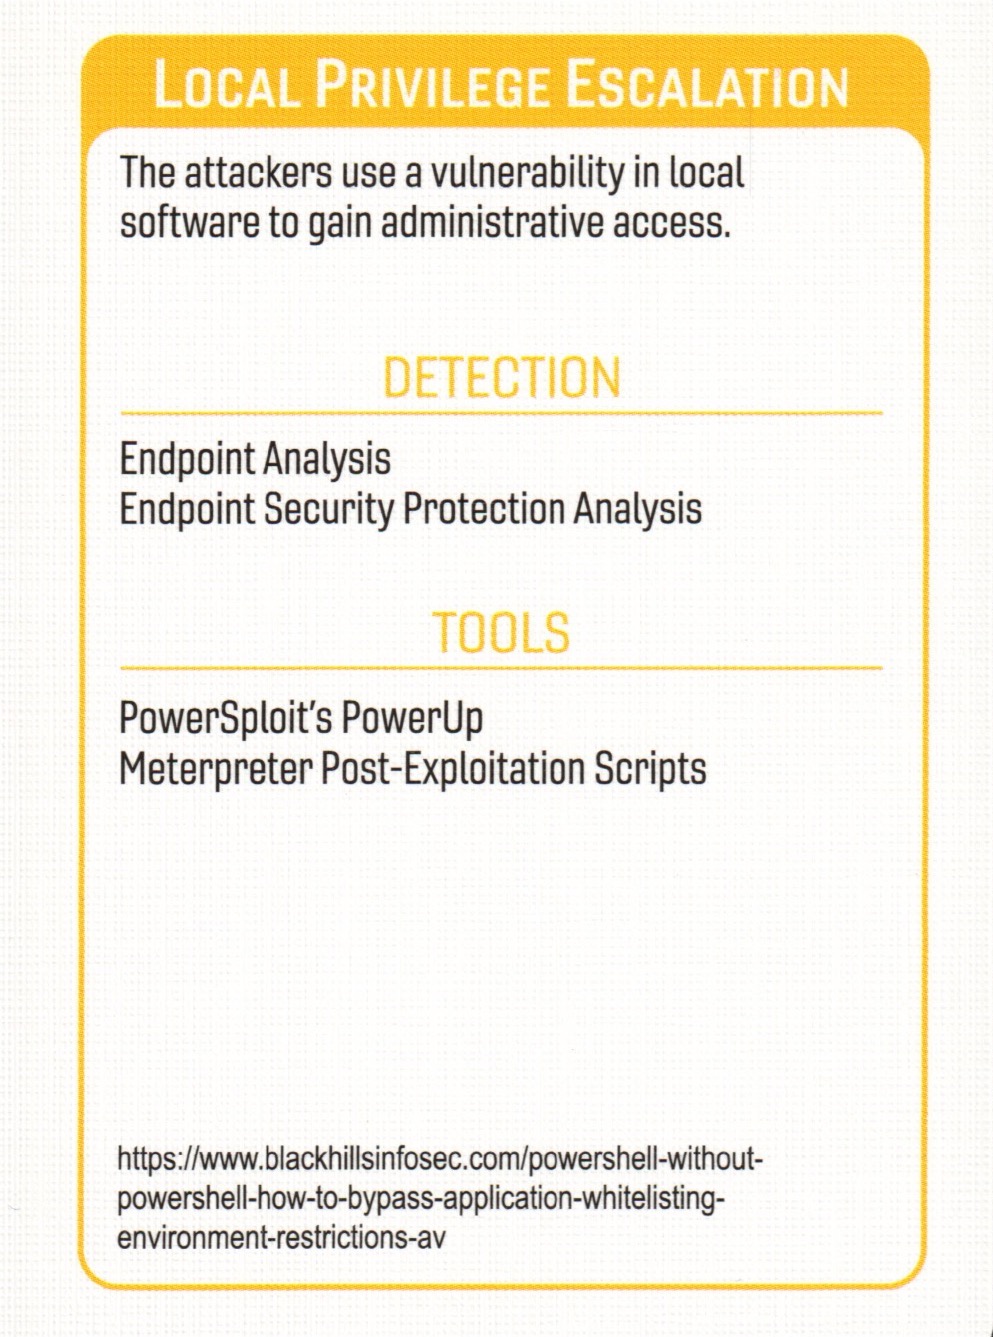 LOCAL PRIVILEGE ESCALATION
The attackers use a vulnerability in local
software to gain administrative access.
DETECTION
Endpoint Analysis
Endpoint Security Protection Analysis
TOOLS
PowerSploit's PowerUp
Meterpreter Post-Exploitation Scripts
https://www.blackhillsinfosec.com/powershell-without-
powershell-how-to-bypass-application-whitelisting-
environment-restrictions-av